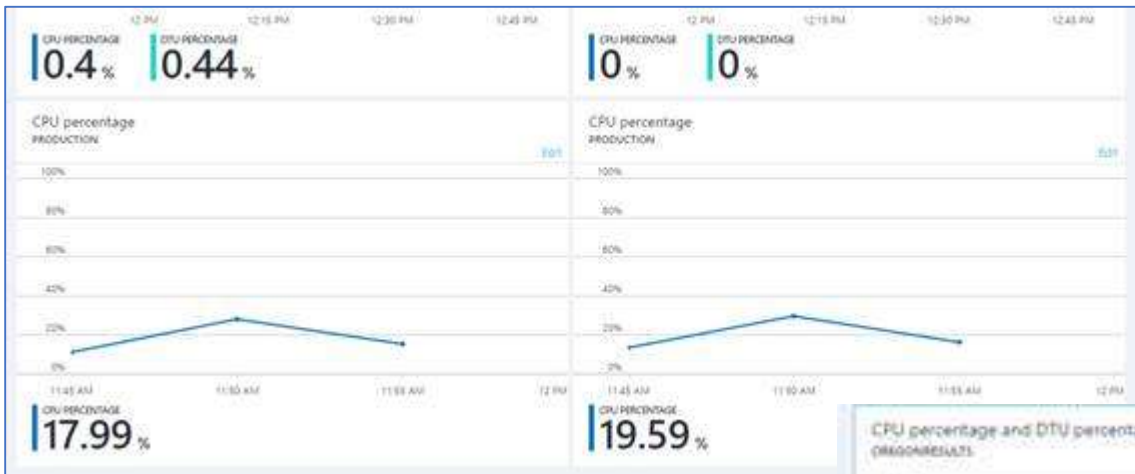 12 PM 12:15 PM 12:30 PM 12:45 PM
CPU PERCENTAGE DTU PERCENTAGE
0.4 % 0.44 %
CPU percentage
PRODUCTION
Edit
100%
80%
60%
40%
20%
0%
11:45 AM 11:50 AM 11:55 AM 12 PM
CPU PERCENTAGE
17.99 %
12 PM 12:15 PM 12:30 PM 12:45 PM
CPU PERCENTAGE DTU PERCENTAGE
0 % 0 %
CPU percentage
PRODUCTION
Edit
100%
80%
60%
40%
20%
0%
11:45 AM 11:50 AM 11:55 AM 12 PM
CPU PERCENTAGE
19.59 %
CPU percentage and DTU percent
OREGONRESULTS